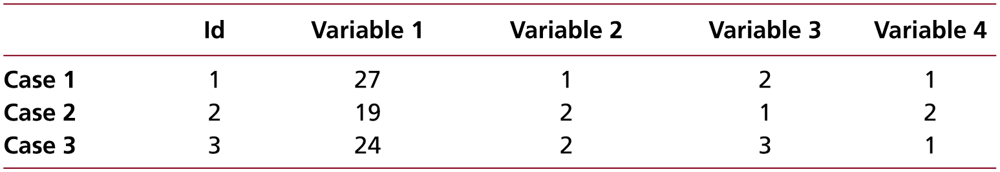 Id Variable 1 Variable 2 Variable 3 Variable 4
Case 1 1 27 1 2 1
Case 2 2 19 2 1 2
Case 3 3 24 2 3 1